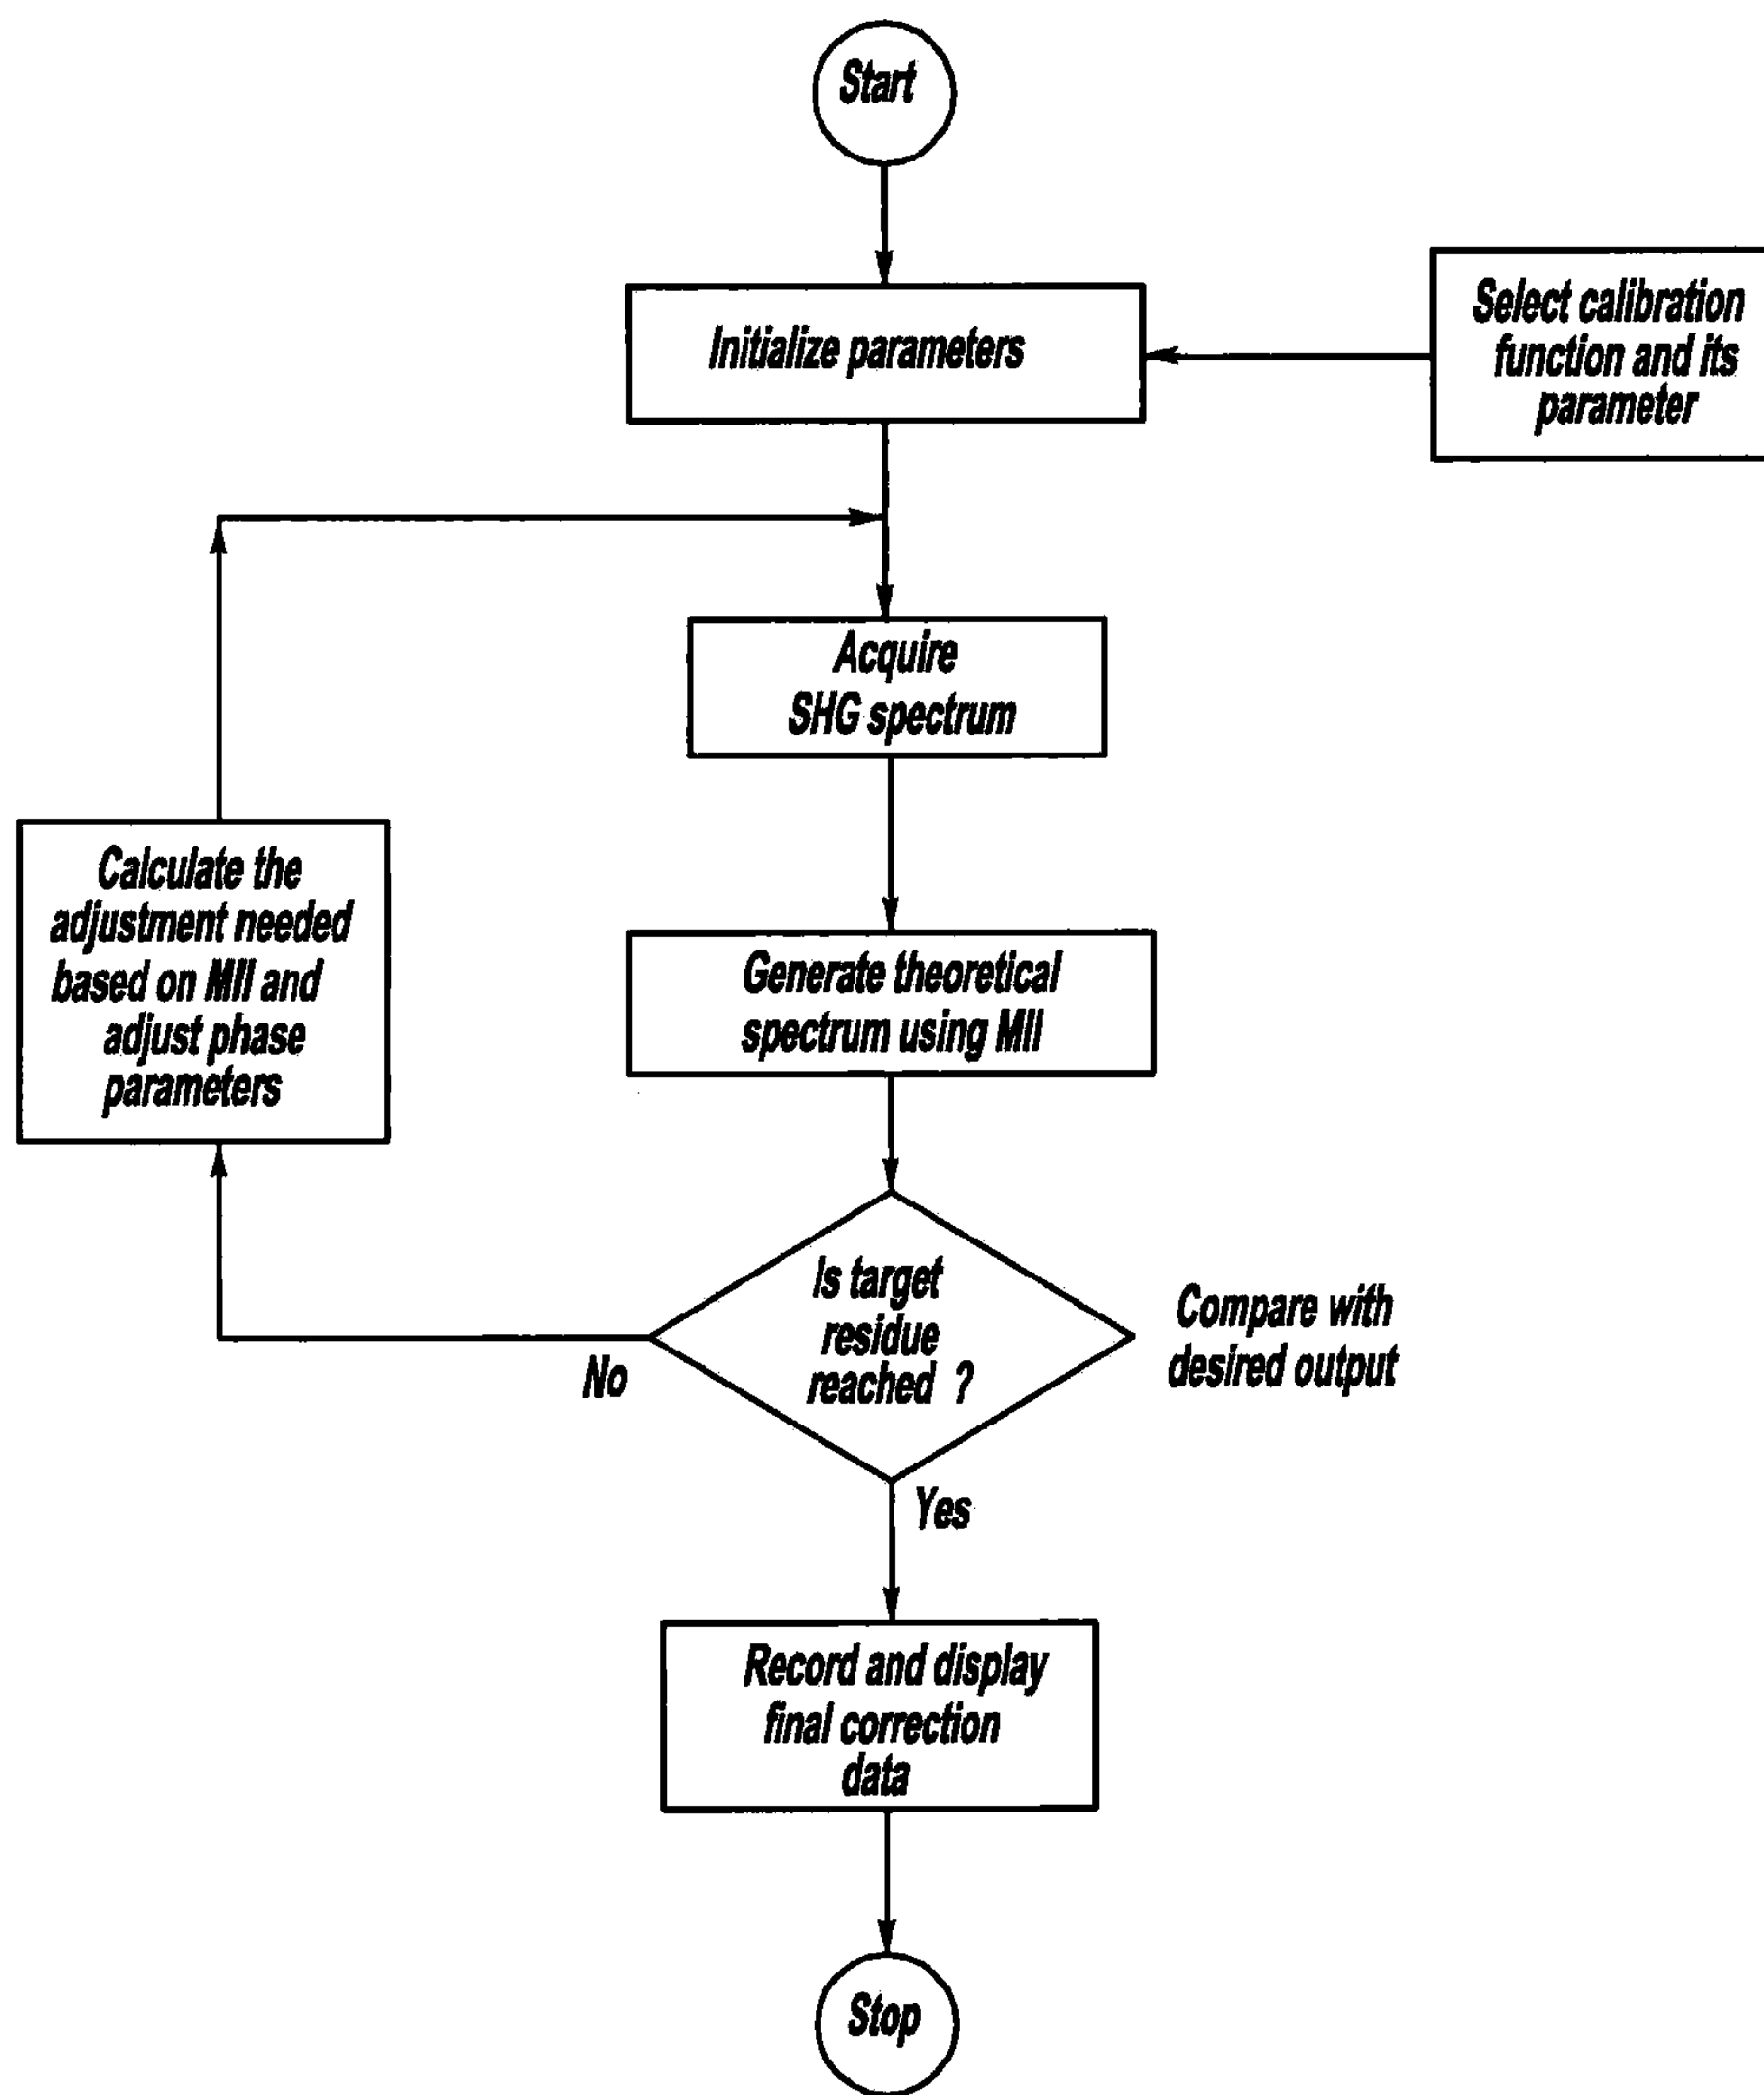 Start
Initialize parameters
Select calibration
function and its
parameter
Acquire
SHG spectrum
Calculate the
adjustment needed
based on MII and
adjust phase
parameters
Generate theoretical
spectrum using MII
Is target
residue
reached ?
Compare with
desired output
No
Yes
Record and display
final correction
data
Stop